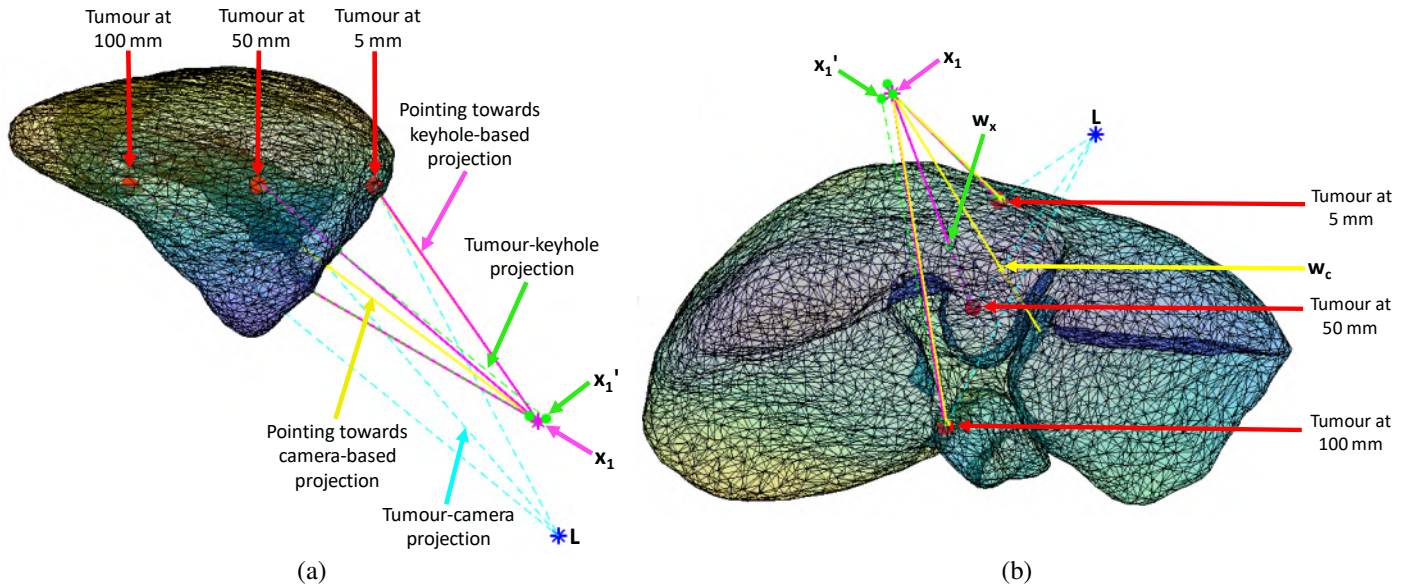 Tumour at
100 mm
Tumour at
50 mm
Tumour at
5 mm
Pointing towards
keyhole-based
projection
Tumour-keyhole
projection
x1'
x1
Pointing towards
camera-based
projection
Tumour-camera
projection
L
(a)
x1'
x1
wx
L
Tumour at
5 mm
wc
Tumour at
50 mm
Tumour at
100 mm
(b)